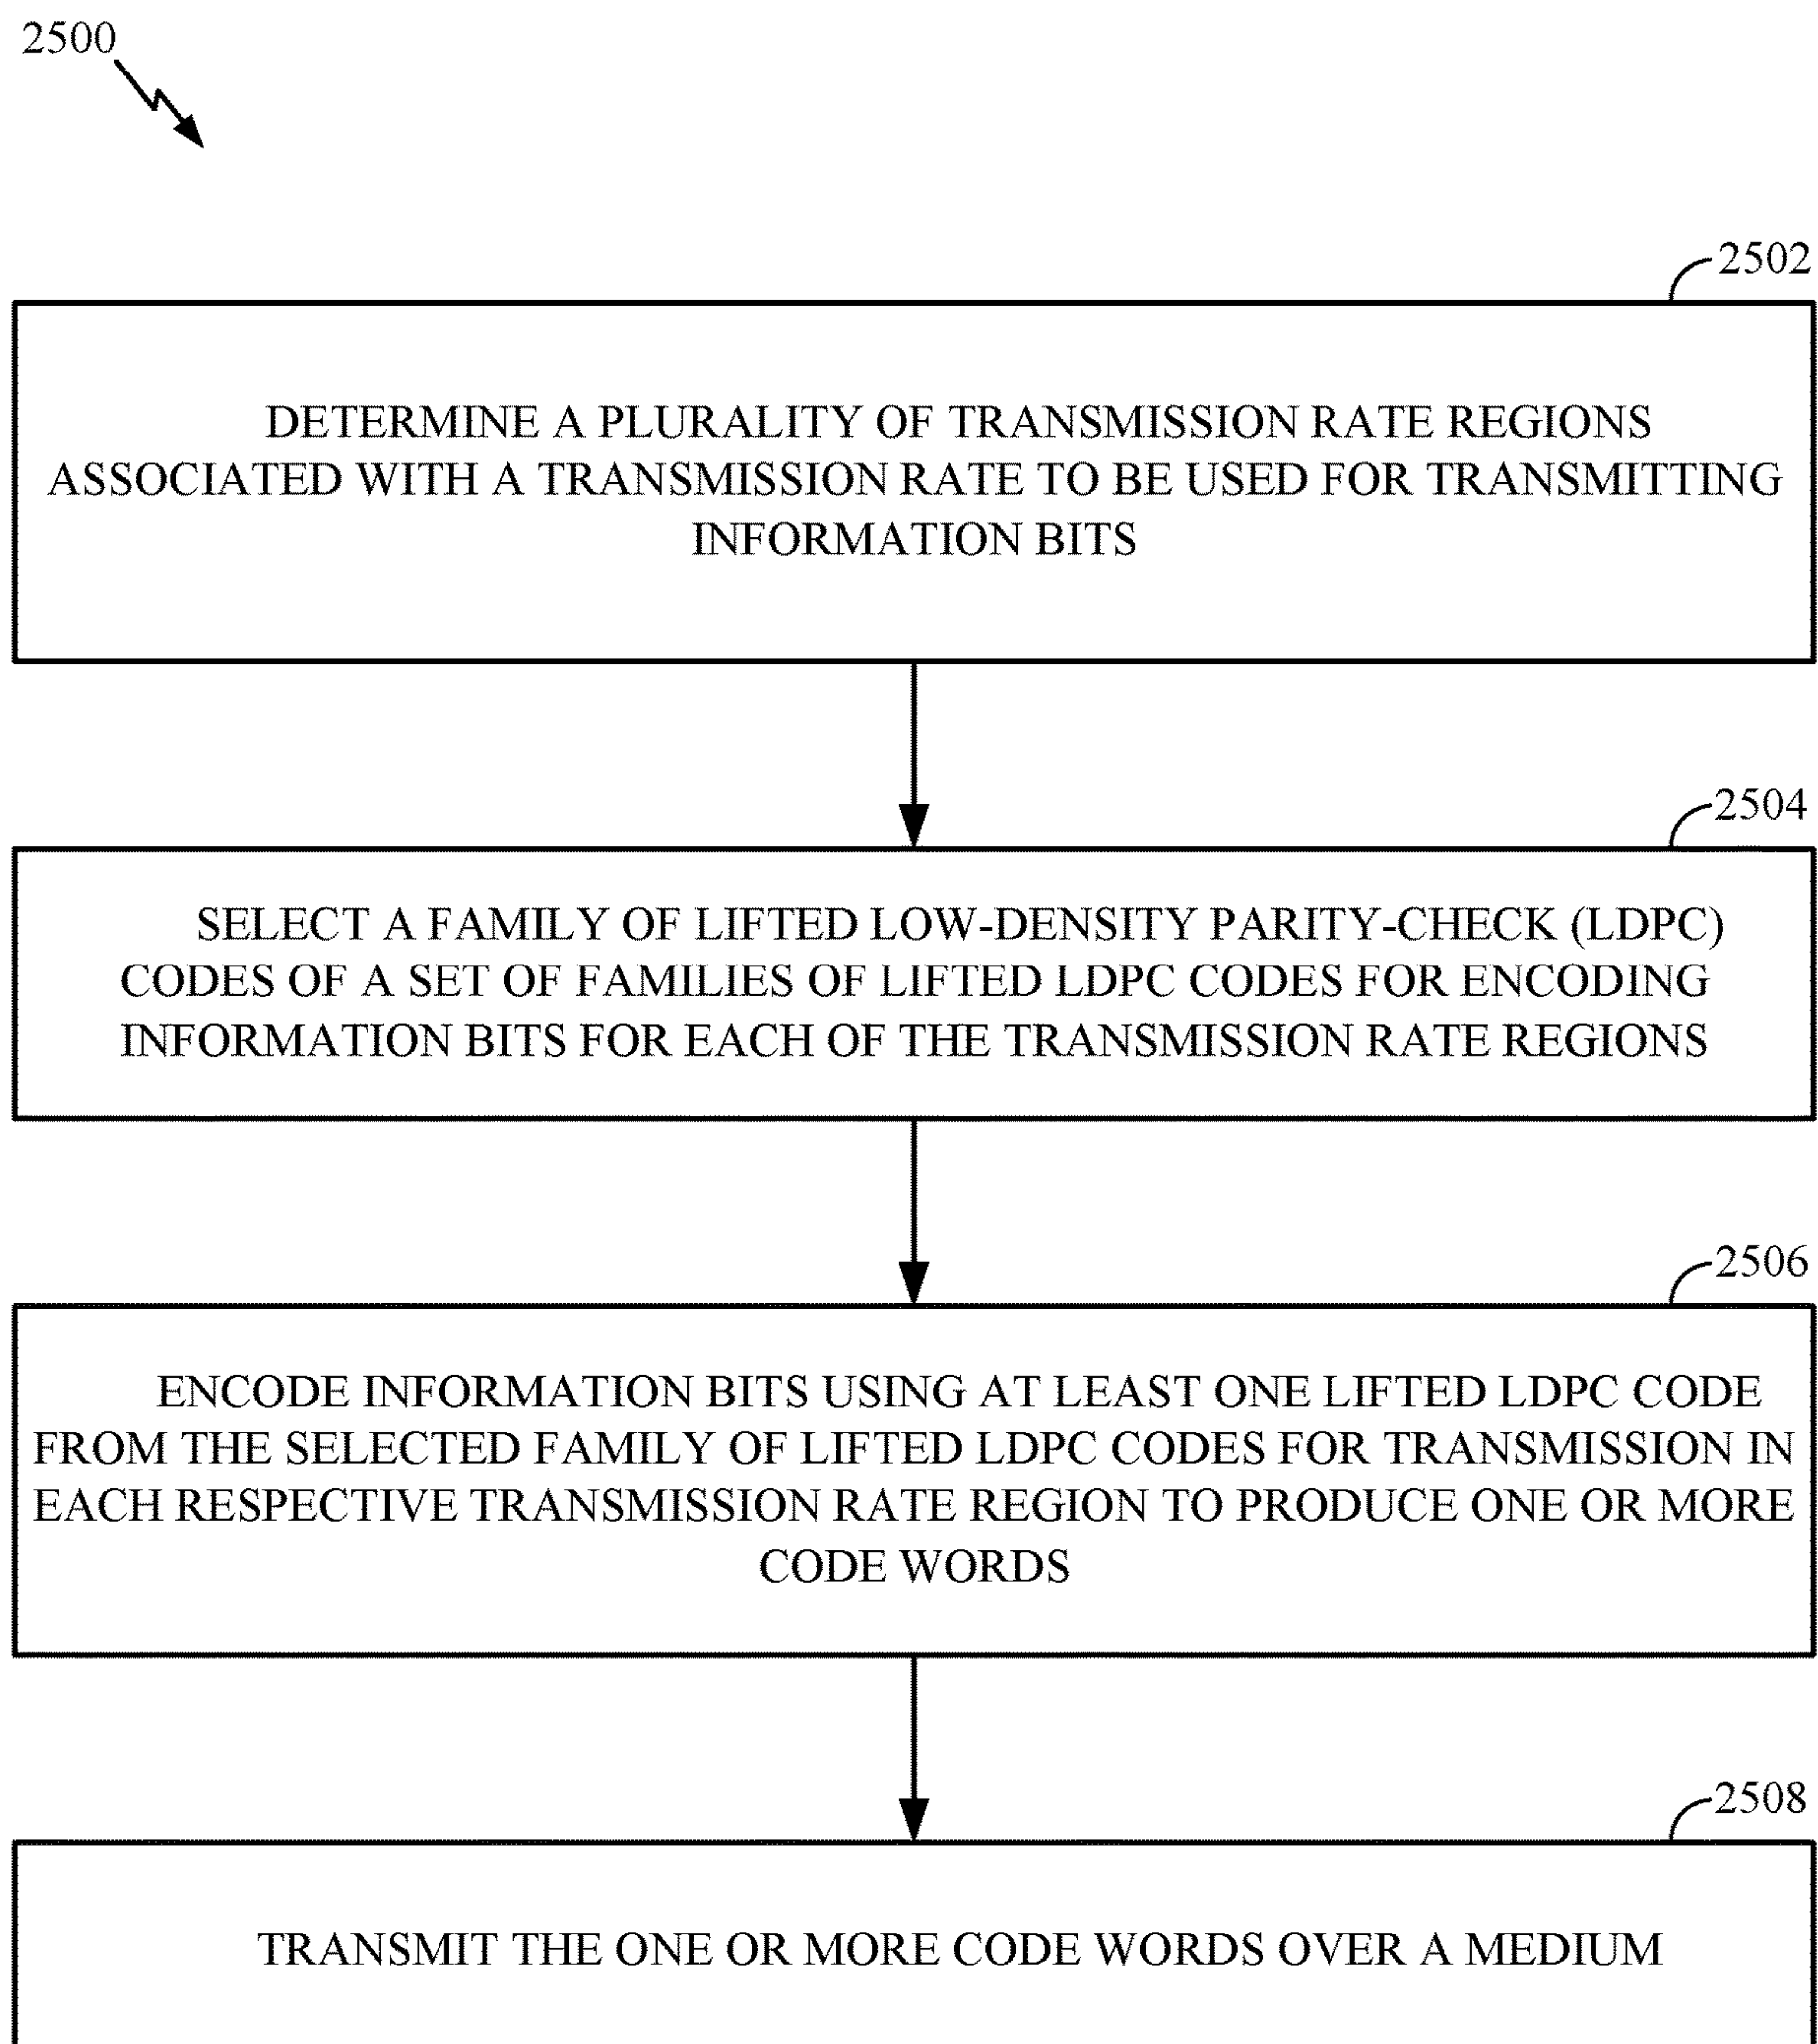 2500
2502
DETERMINE A PLURALITY OF TRANSMISSION RATE REGIONS
ASSOCIATED WITH A TRANSMISSION RATE TO BE USED FOR TRANSMITTING
INFORMATION BITS
2504
SELECT A FAMILY OF LIFTED LOW-DENSITY PARITY-CHECK (LDPC)
CODES OF A SET OF FAMILIES OF LIFTED LDPC CODES FOR ENCODING
INFORMATION BITS FOR EACH OF THE TRANSMISSION RATE REGIONS
2506
ENCODE INFORMATION BITS USING AT LEAST ONE LIFTED LDPC CODE
FROM THE SELECTED FAMILY OF LIFTED LDPC CODES FOR TRANSMISSION IN
EACH RESPECTIVE TRANSMISSION RATE REGION TO PRODUCE ONE OR MORE
CODE WORDS
2508
TRANSMIT THE ONE OR MORE CODE WORDS OVER A MEDIUM